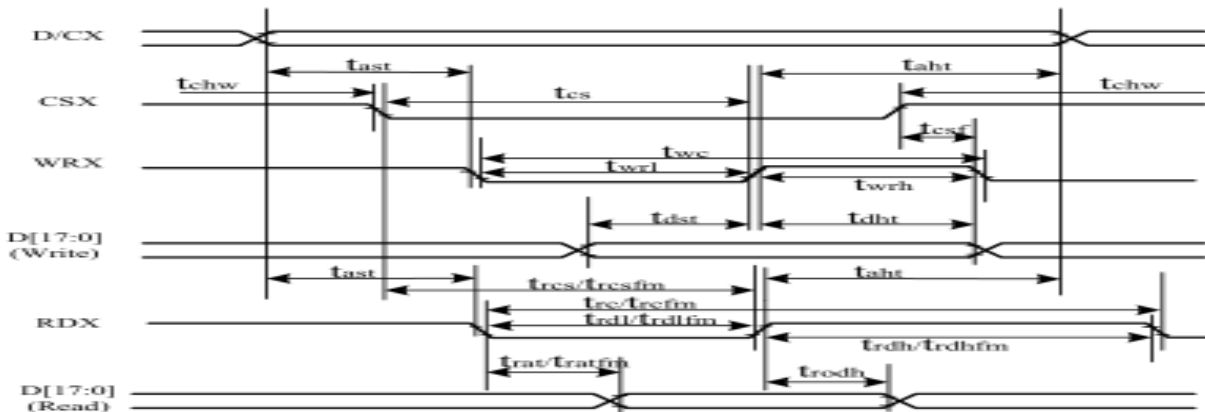 D/CX
tast
taht
tchw
CSX
tcs
tchw
tcsf
WRX
twc
twrl
twrh
tdst
tdht
D[17:0]
(Write)
tast
taht
trcs/trcsfm
trc/trcfm
RDX
trdl/trdlfm
trdh/trdhfm
trat/tratfm
trodh
D[17:0]
(Read)